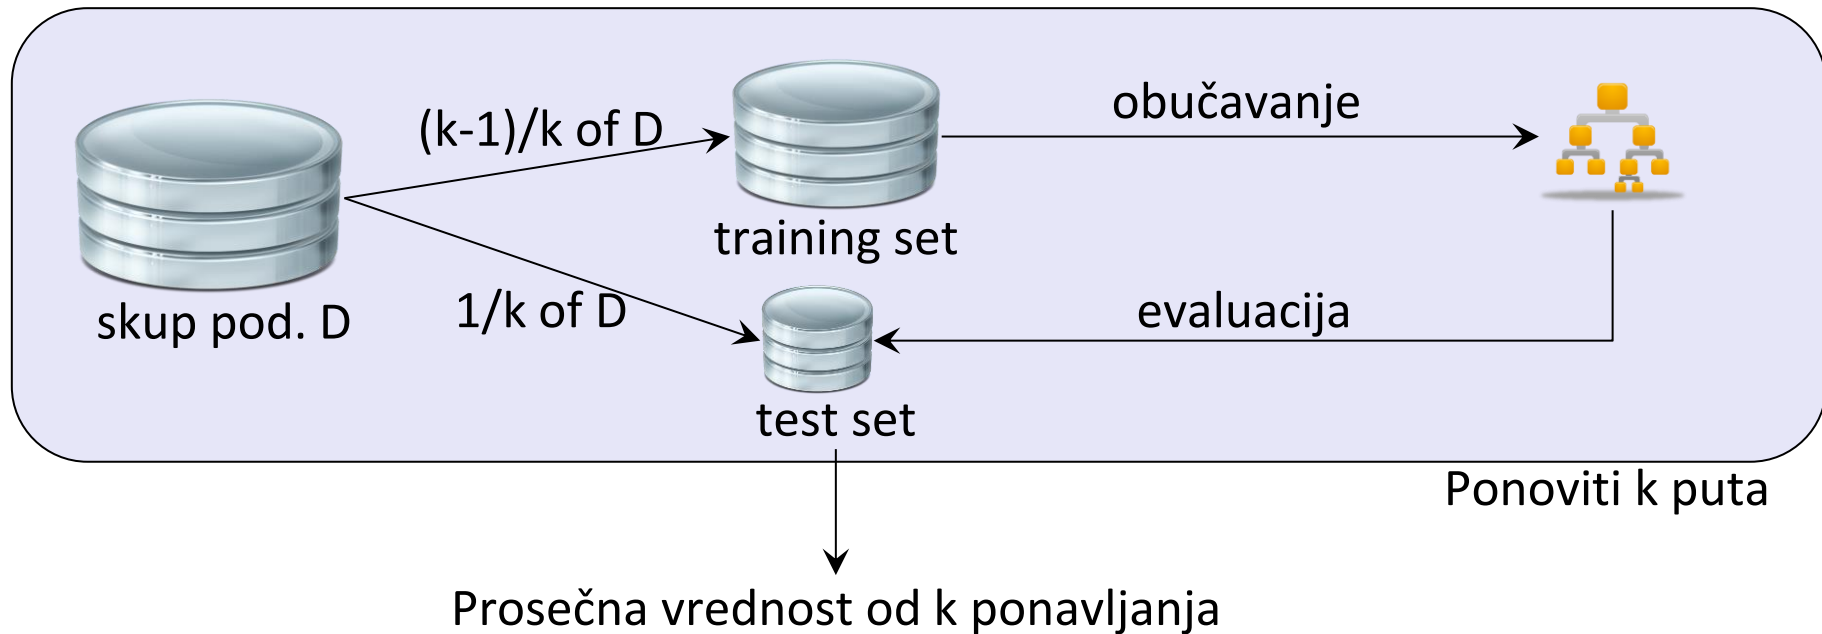 (k-1)/k of D
obučavanje
training set
skup pod. D
1/k of D
evaluacija
test set
Ponoviti k puta
Prosečna vrednost od k ponavljanja